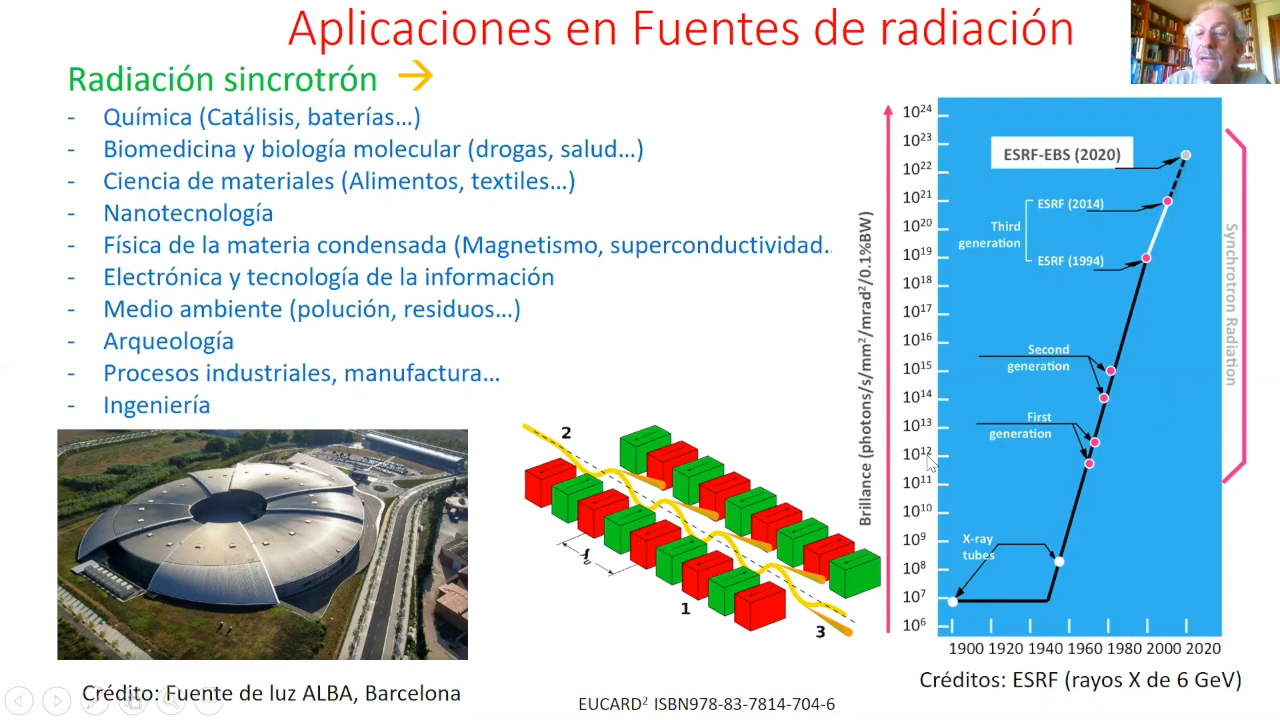 Aplicaciones en Fuentes de radiación
Radiación sincrotrón →
- Química (Catálisis, baterías…)
- Biomedicina y biología molecular (drogas, salud…)
- Ciencia de materiales (Alimentos, textiles…)
- Nanotecnología
- Física de la materia condensada (Magnetismo, superconductividad..
- Electrónica y tecnología de la información
- Medio ambiente (polución, residuos…)
- Arqueología
- Procesos industriales, manufactura…
- Ingeniería
Crédito: Fuente de luz ALBA, Barcelona
2
1
3
EUCARD² ISBN978-83-7814-704-6
Brillance (photons/s/mm²/mrad²/0.1%BW)
10²⁴
10²³
10²²
10²¹
10²⁰
10¹⁹
10¹⁸
10¹⁷
10¹⁶
10¹⁵
10¹⁴
10¹³
10¹²
10¹¹
10¹⁰
10⁹
10⁸
10⁷
10⁶
ESRF-EBS (2020)
ESRF (2014)
Third
generation
ESRF (1994)
Second
generation
First
generation
X-ray
tubes
Synchrotron Radiation
1900 1920 1940 1960 1980 2000 2020
Créditos: ESRF (rayos X de 6 GeV)